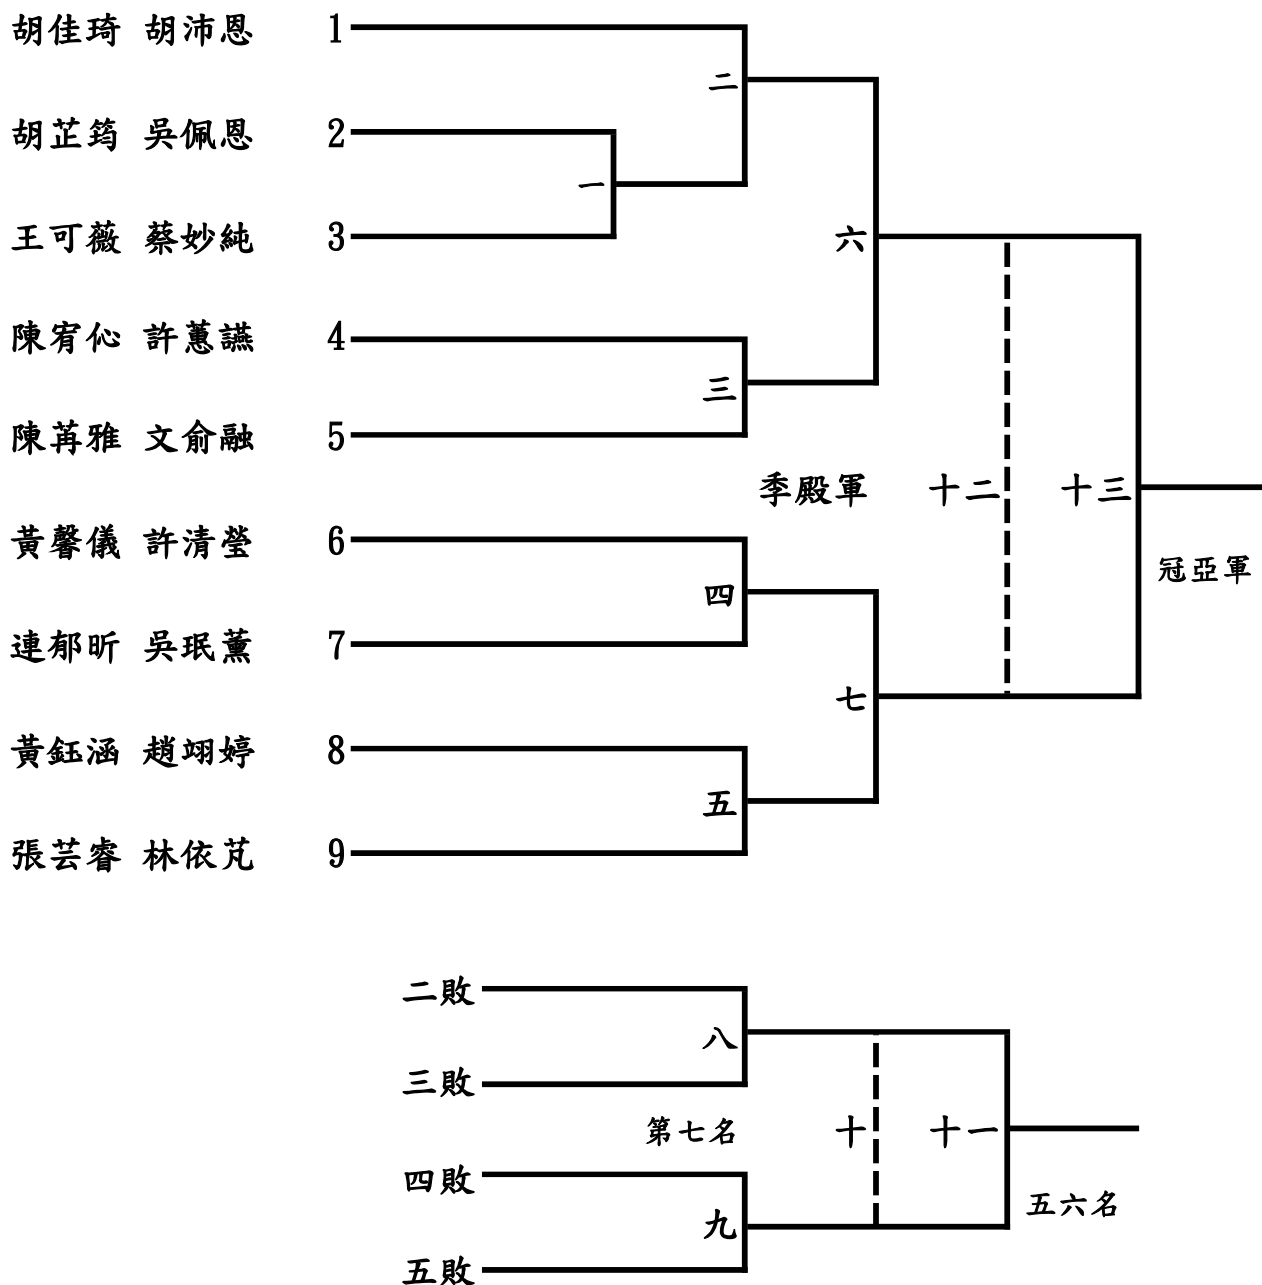 胡佳琦 胡沛恩 1
二
胡芷筠 吳佩恩 2
一
王可薇 蔡妙純 3
六
陳宥伈 許蕙讌 4
三
陳苒雅 文俞融 5
季殿軍 十二 十三
黃馨儀 許清瑩 6
冠亞軍
四
連郁昕 吳珉薰 7
七
黃鈺涵 趙翊婷 8
五
張芸睿 林依芃 9
二敗
八
三敗
第七名 十 十一
四敗
五六名
九
五敗